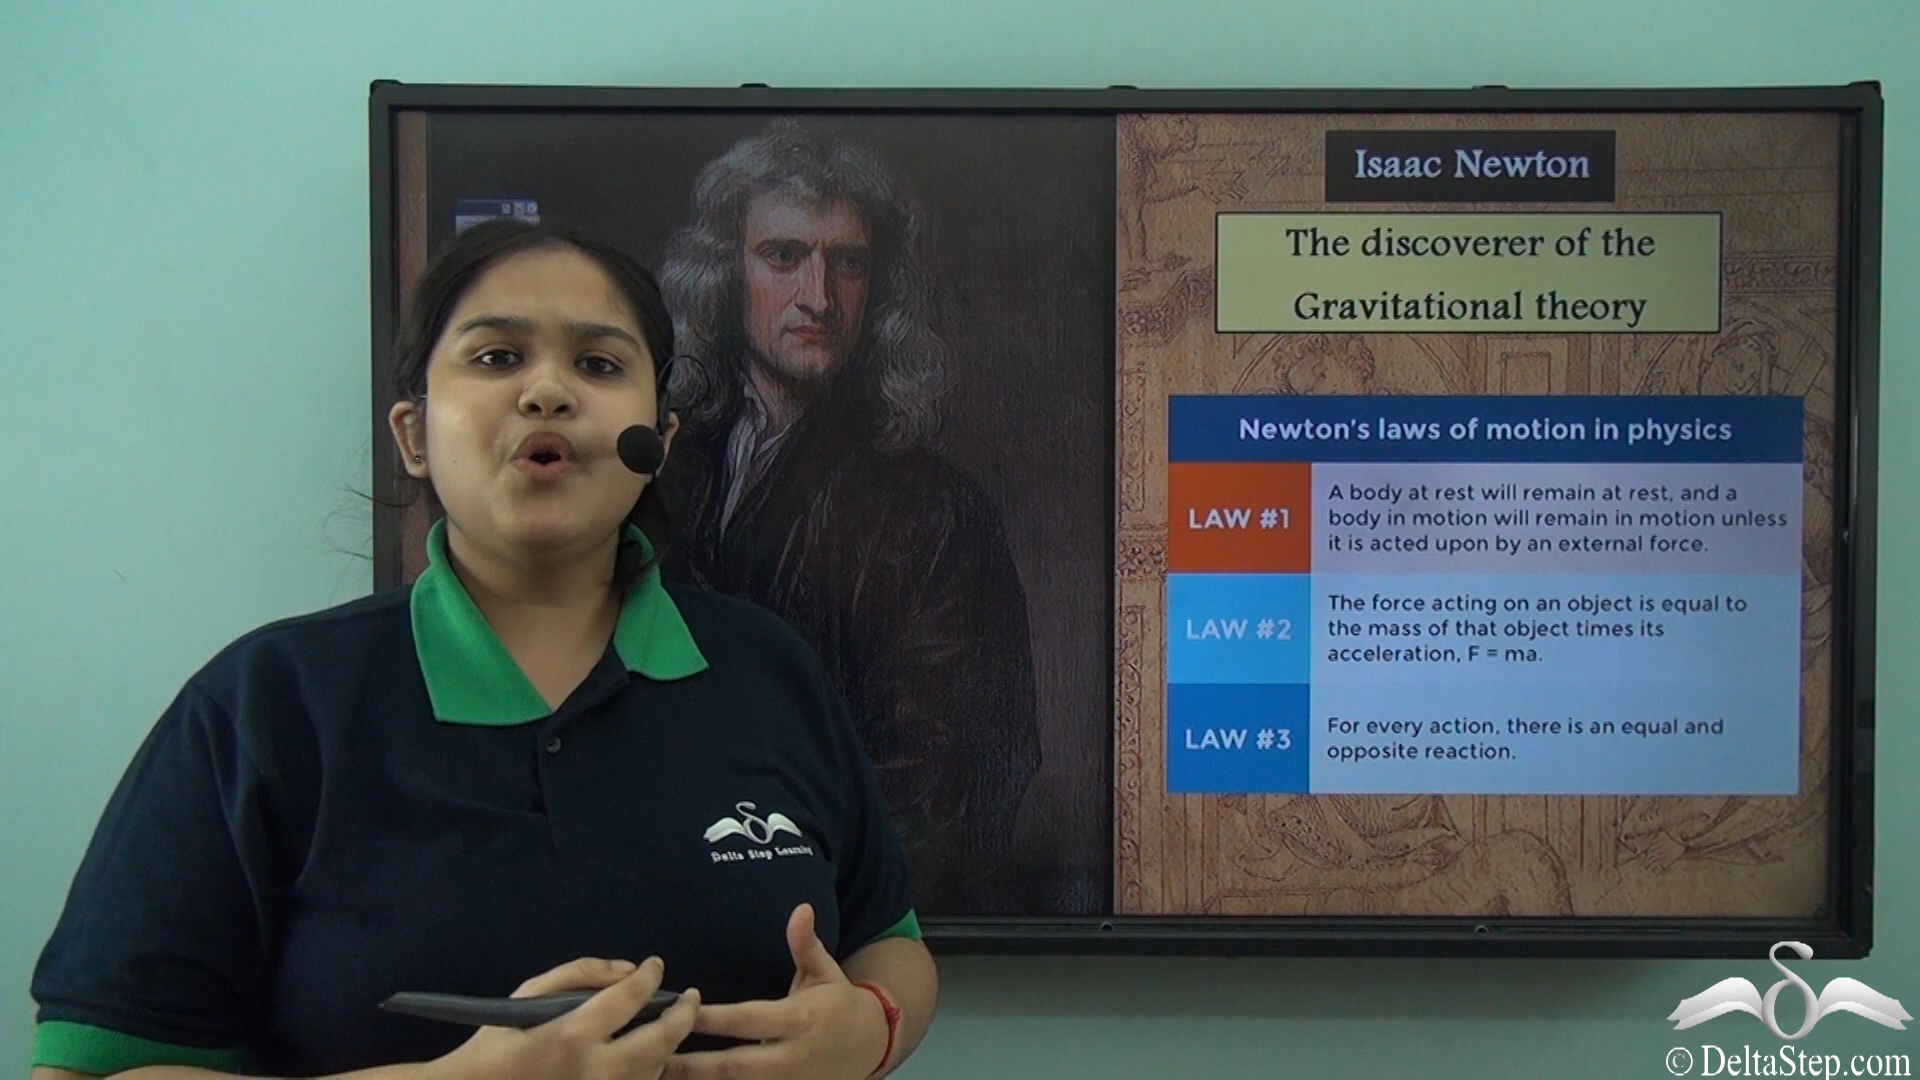 Isaac Newton
The discoverer of the
Gravitational theory
Newton's laws of motion in physics
LAW #1
A body at rest will remain at rest, and a
body in motion will remain in motion unless
it is acted upon by an external force.
LAW #2
The force acting on an object is equal to
the mass of that object times its
acceleration, F = ma.
LAW #3
For every action, there is an equal and
opposite reaction.
Delta Step Learning
© DeltaStep.com